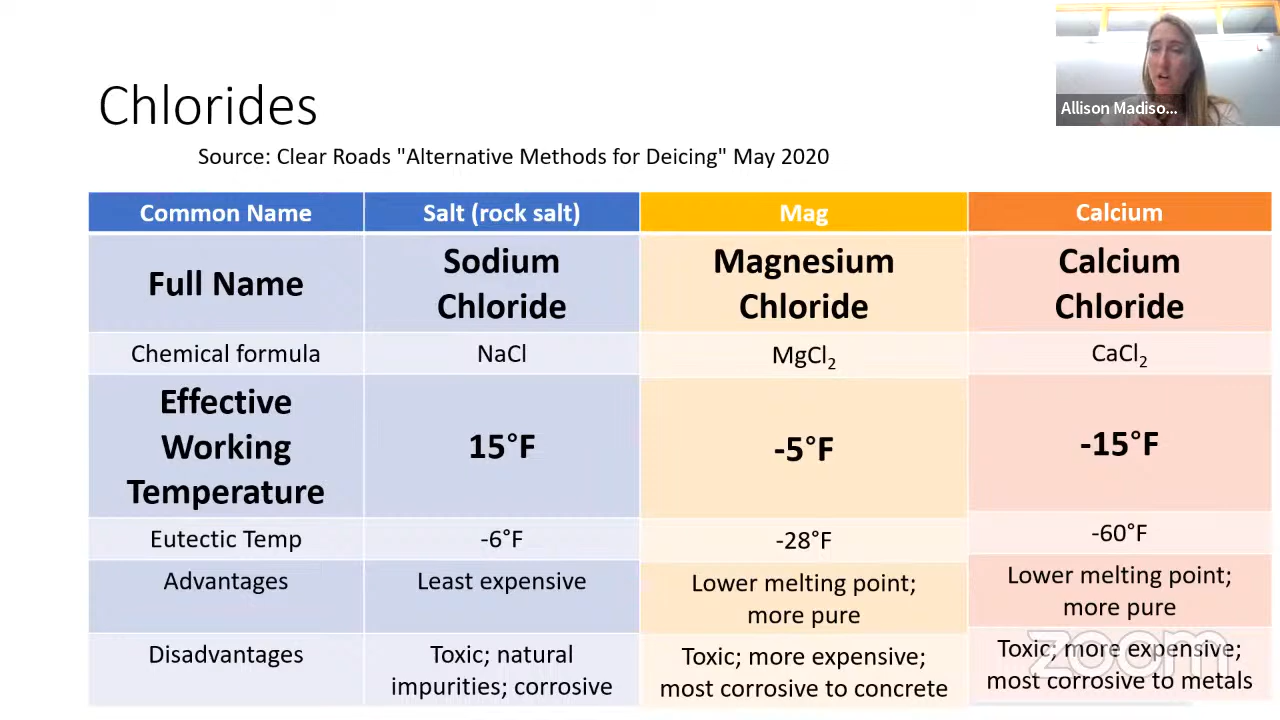 Allison Madiso...
Chlorides
Source: Clear Roads "Alternative Methods for Deicing" May 2020
Common Name
Salt (rock salt)
Mag
Calcium
Full Name
Sodium
Chloride
Magnesium
Chloride
Calcium
Chloride
Chemical formula
NaCl
MgCl₂
CaCl₂
Effective
Working
Temperature
15°F
-5°F
-15°F
Eutectic Temp
-6°F
-28°F
-60°F
Advantages
Least expensive
Lower melting point;
more pure
Lower melting point;
more pure
Disadvantages
Toxic; natural
impurities; corrosive
Toxic; more expensive;
most corrosive to concrete
Toxic; more expensive;
most corrosive to metals
zoom